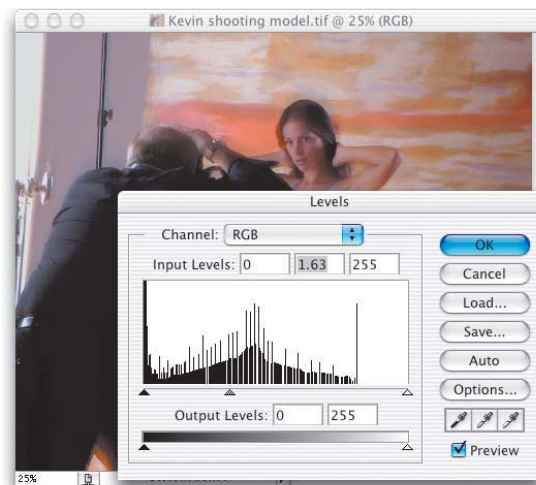 Kevin shooting model.tif @ 25% (RGB)
Levels
Channel: RGB
Input Levels: 0 1.63 255
OK
Cancel
Load...
Save...
Auto
Options...
Output Levels: 0 255
Preview
25%